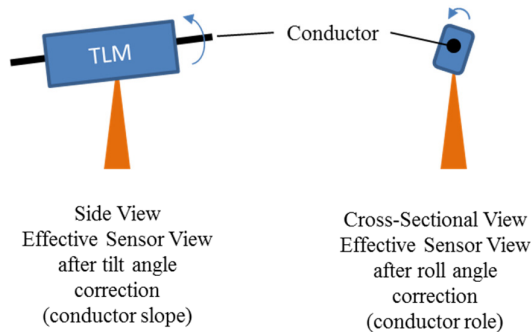 TLM
Conductor
Side View
Effective Sensor View
after tilt angle
correction
(conductor slope)
Cross-Sectional View
Effective Sensor View
after roll angle
correction
(conductor role)